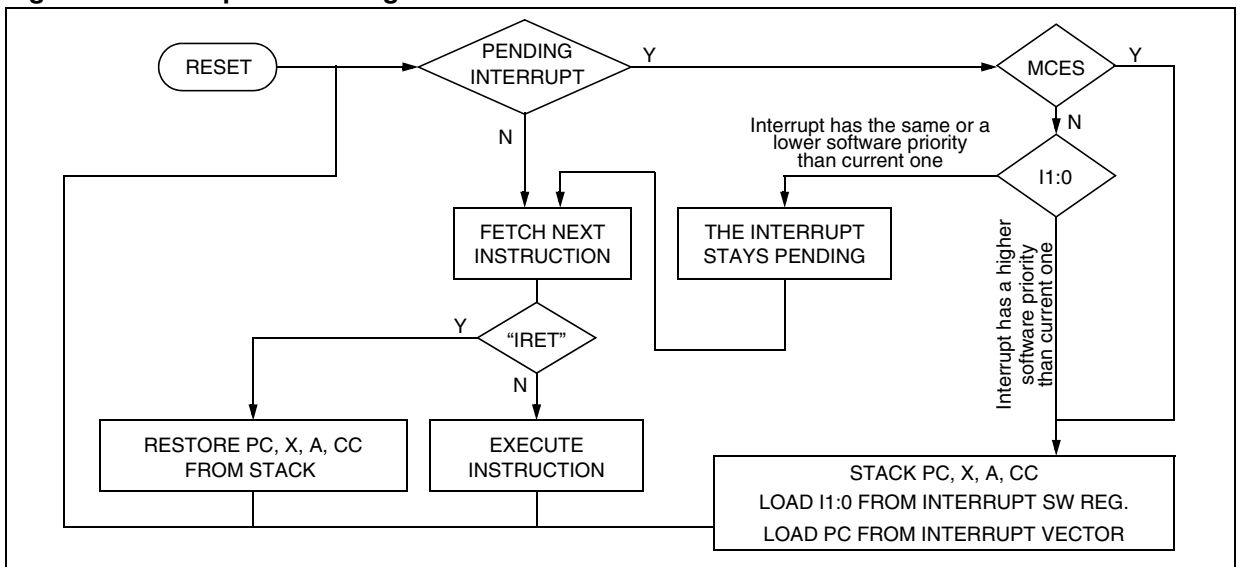 RESET
PENDING
INTERRUPT
Y
MCES
Y
N
N
Interrupt has the same or a
lower software priority
than current one
I1:0
FETCH NEXT
INSTRUCTION
THE INTERRUPT
STAYS PENDING
Interrupt has a higher
software priority
than current one
Y
“IRET”
N
RESTORE PC, X, A, CC
FROM STACK
EXECUTE
INSTRUCTION
STACK PC, X, A, CC
LOAD I1:0 FROM INTERRUPT SW REG.
LOAD PC FROM INTERRUPT VECTOR